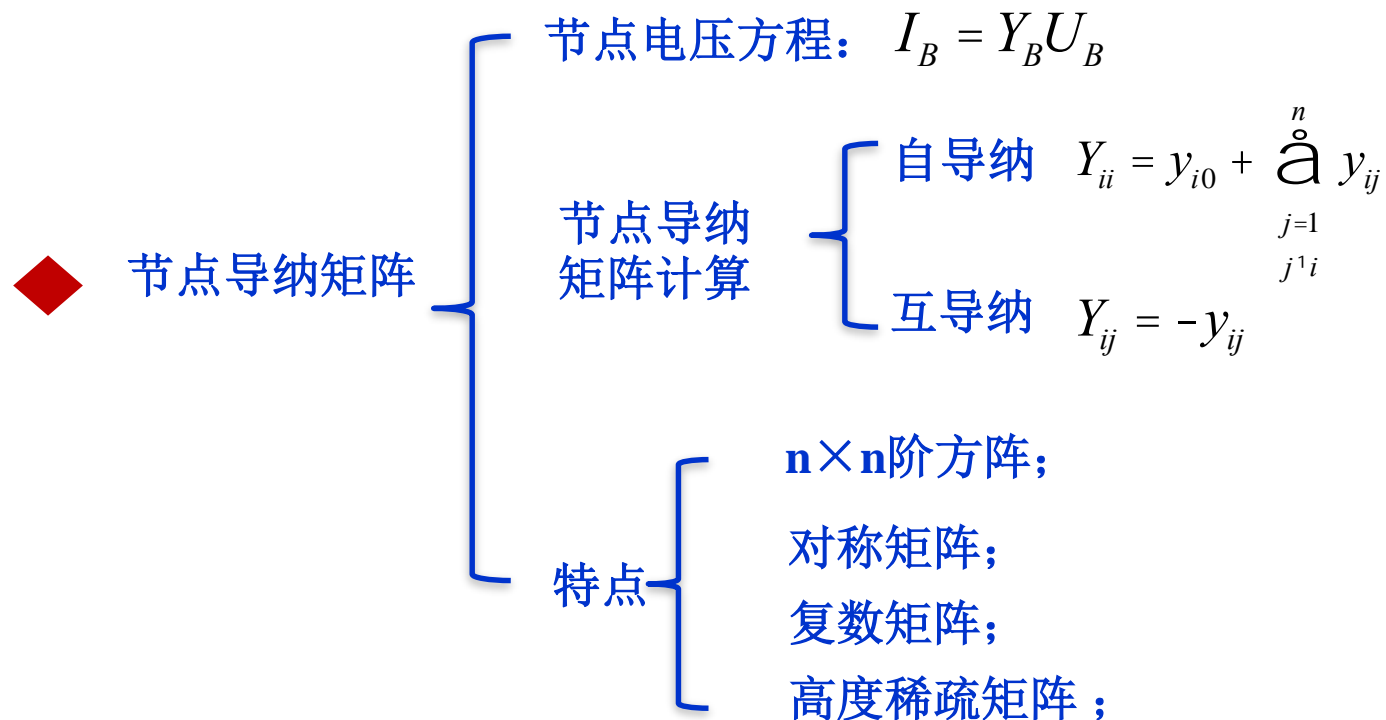 节点电压方程： I_B = Y_B U_B
自导纳 Y_ii = y_i0 + å y_ij
n
j=1
j¹i
节点导纳
矩阵计算
节点导纳矩阵
互导纳 Y_ij = −y_ij
n×n阶方阵；
对称矩阵；
特点
复数矩阵；
高度稀疏矩阵 ；